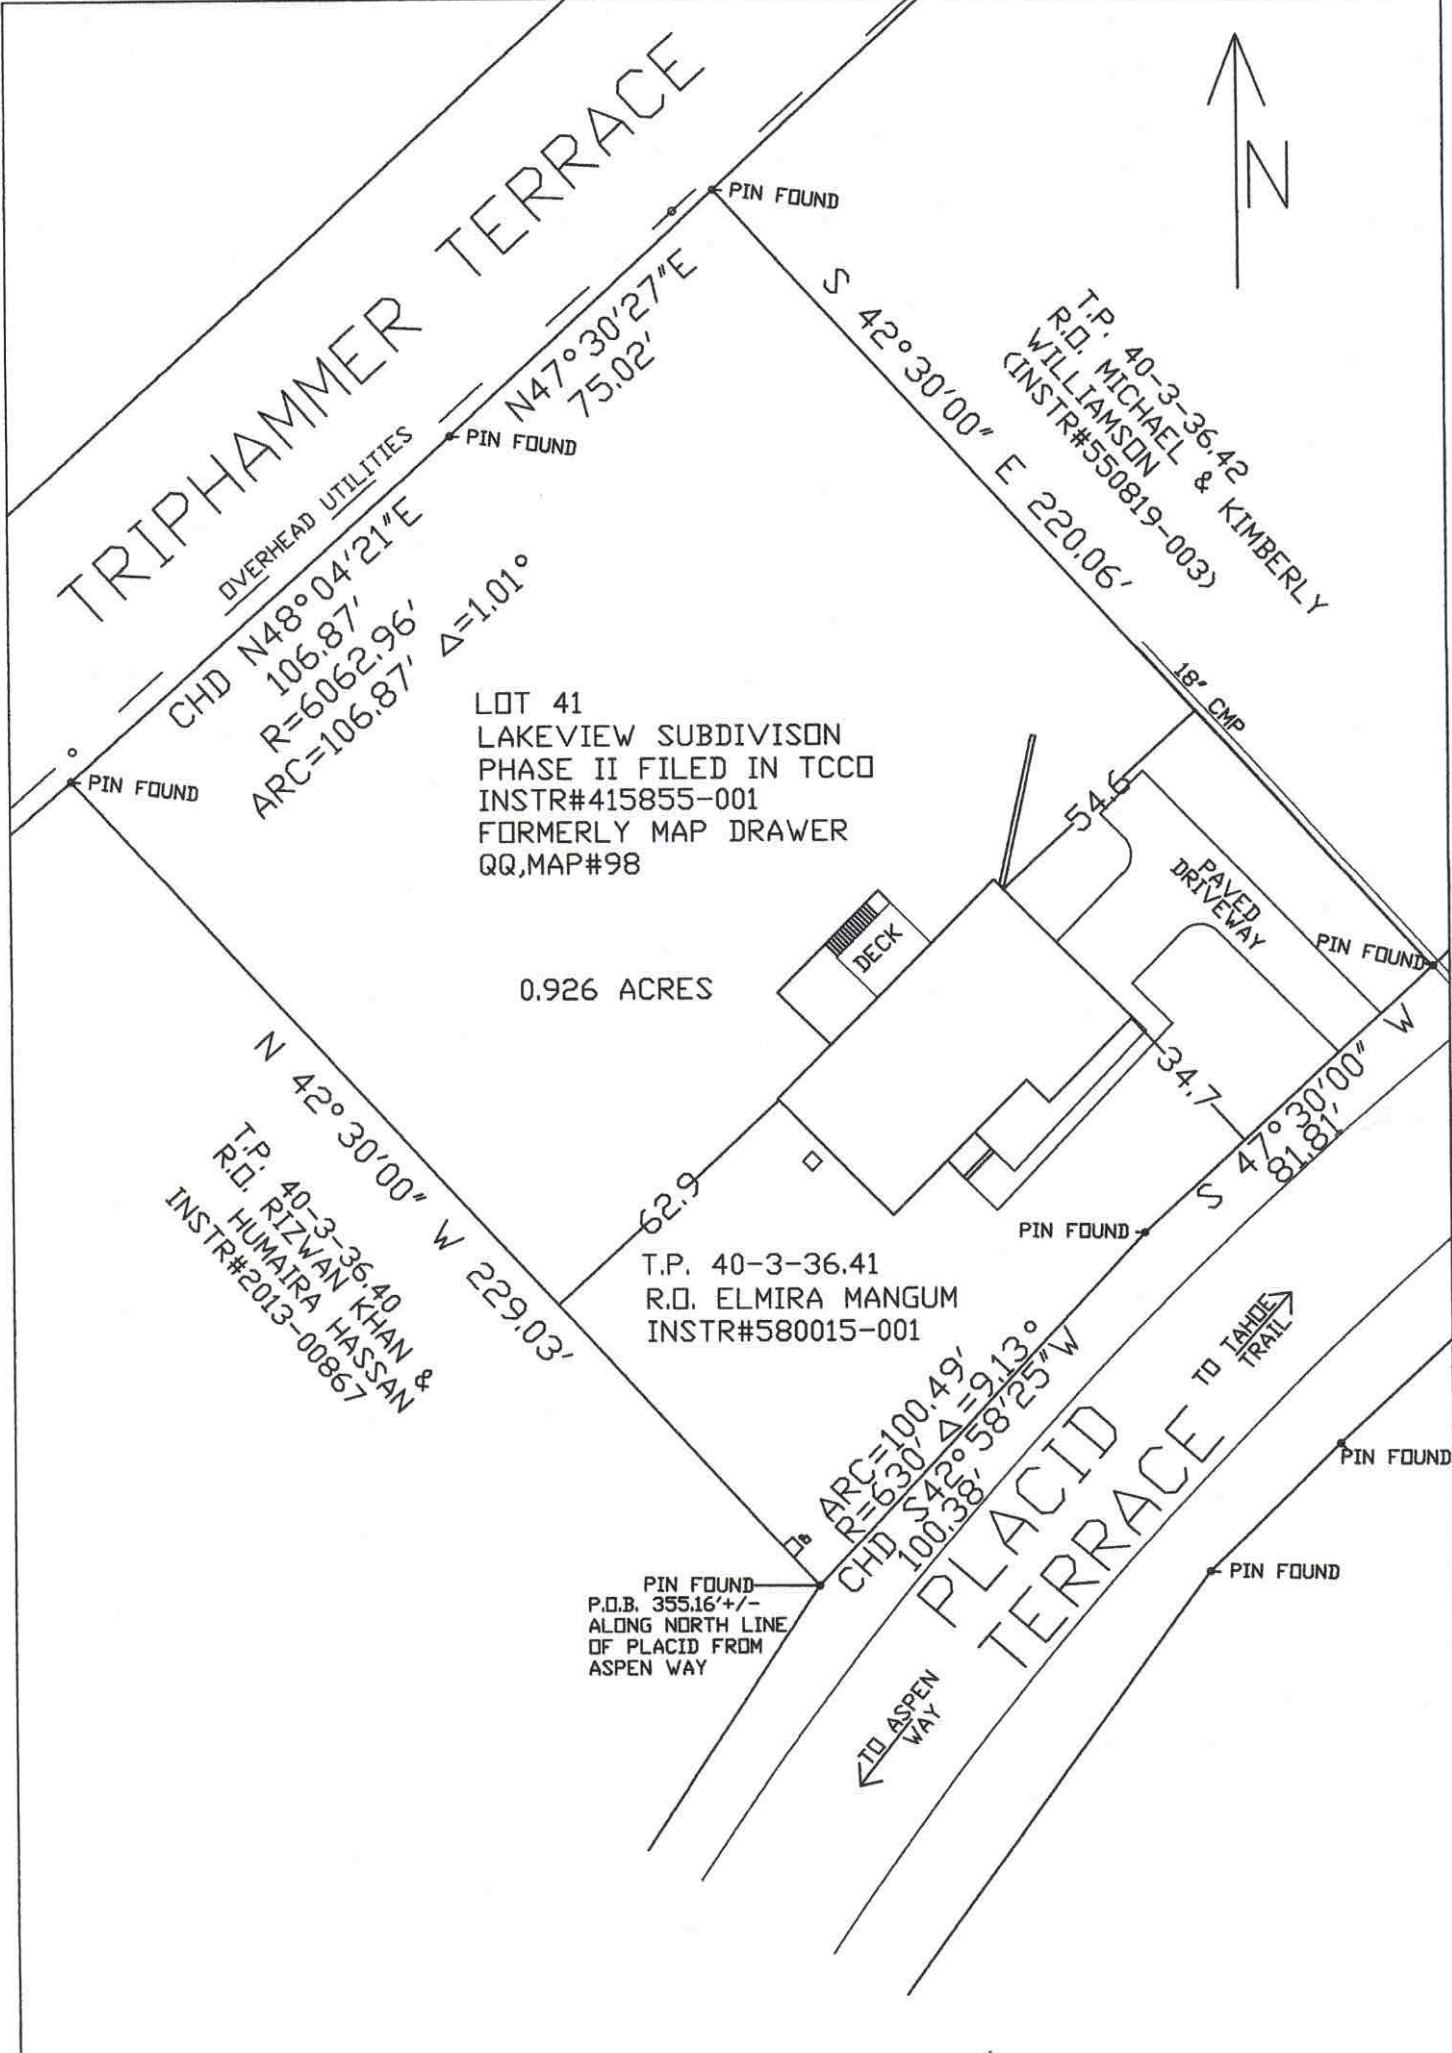 TRIPHAMMER TERRACE
N
PIN FOUND
N47°30'27"E
75.02'
PIN FOUND
OVERHEAD UTILITIES
CHD N48°04'21"E
106.87'
R=6062.96'
ARC=106.87' Δ=1.01°
PIN FOUND
S 42°30'00" E 220.06'
T.P. 40-3-36.42
R.O. MICHAEL & KIMBERLY
WILLIAMSON
(INSTR#550819-003)
18" CMP
LOT 41
LAKEVIEW SUBDIVISON
PHASE II FILED IN TCCO
INSTR#415855-001
FORMERLY MAP DRAWER
QQ,MAP#98
54.6
PAVED
DRIVEWAY
PIN FOUND
DECK
0.926 ACRES
34.7
S 47°30'00" W
81.81'
N 42°30'00" W 229.03'
T.P. 40-3-36.40
R.O. RIZWAN KHAN &
HUMAIRA HASSAN
INSTR#2013-00867
62.9
PIN FOUND
T.P. 40-3-36.41
R.O. ELMIRA MANGUM
INSTR#580015-001
ARC=100.49'
R=630' Δ=9.13°
CHD S42°58'25"W
100.38'
TO TAHOE
TRAIL
PLACID
TERRACE
PIN FOUND
PIN FOUND
PIN FOUND
P.O.B. 355.16'+/-
ALONG NORTH LINE
OF PLACID FROM
ASPEN WAY
TO ASPEN
WAY